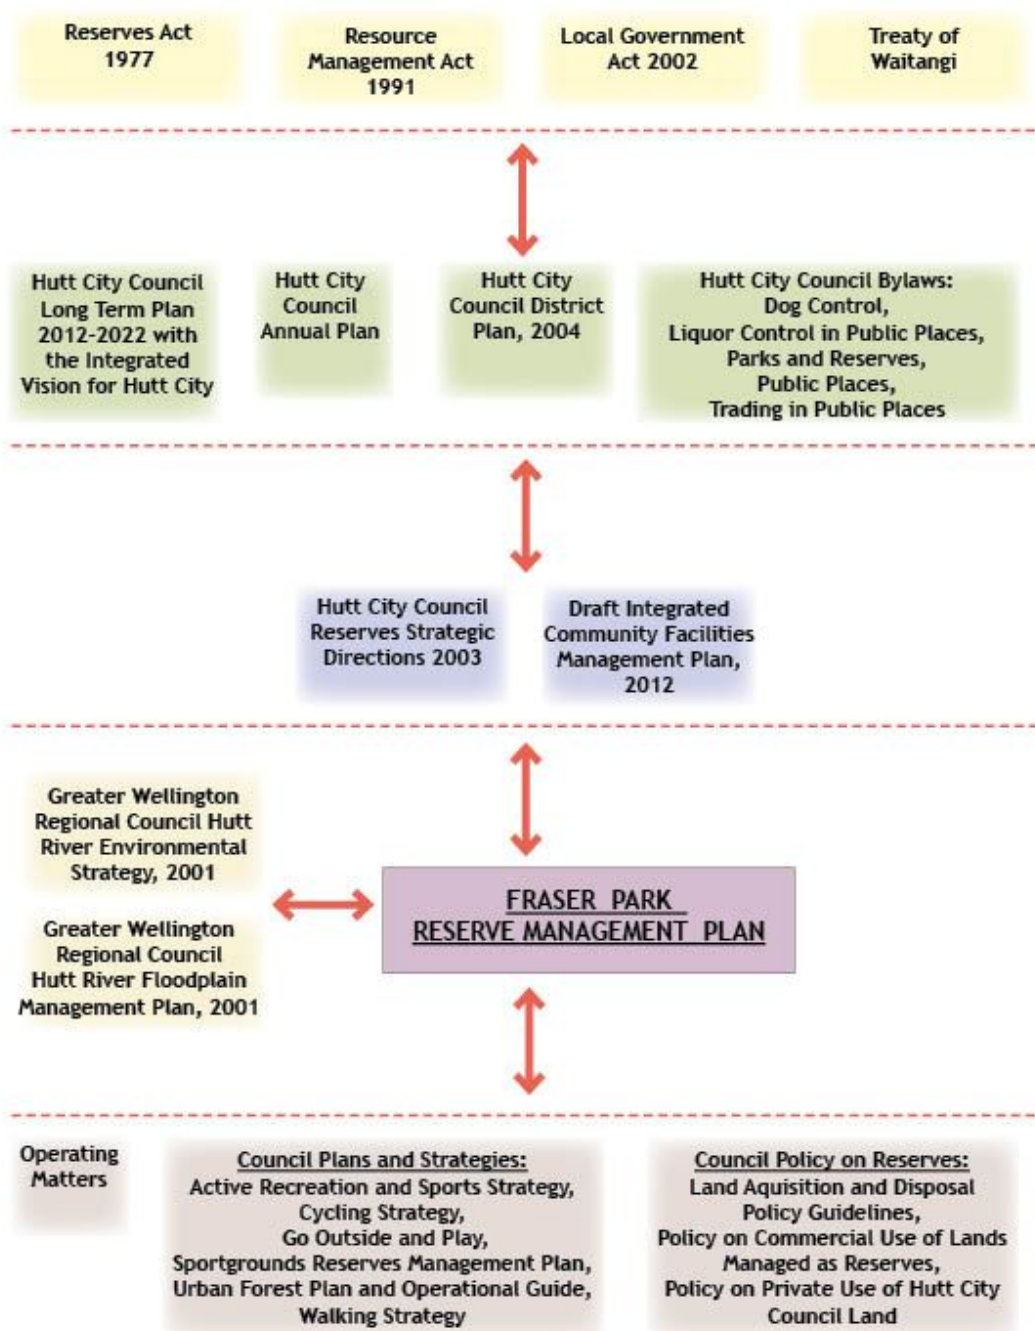 Reserves Act
1977
Resource
Management Act
1991
Local Government
Act 2002
Treaty of
Waitangi
Hutt City Council
Long Term Plan
2012-2022 with
the Integrated
Vision for Hutt City
Hutt City
Council
Annual Plan
Hutt City
Council District
Plan, 2004
Hutt City Council Bylaws:
Dog Control,
Liquor Control in Public Places,
Parks and Reserves,
Public Places,
Trading in Public Places
Hutt City Council
Reserves Strategic
Directions 2003
Draft Integrated
Community Facilities
Management Plan,
2012
Greater Wellington
Regional Council Hutt
River Environmental
Strategy, 2001
Greater Wellington
Regional Council
Hutt River Floodplain
Management Plan, 2001
FRASER PARK
RESERVE MANAGEMENT PLAN
Operating
Matters
Council Plans and Strategies:
Active Recreation and Sports Strategy,
Cycling Strategy,
Go Outside and Play,
Sportgrounds Reserves Management Plan,
Urban Forest Plan and Operational Guide,
Walking Strategy
Council Policy on Reserves:
Land Aquisition and Disposal
Policy Guidelines,
Policy on Commercial Use of Lands
Managed as Reserves,
Policy on Private Use of Hutt City
Council Land